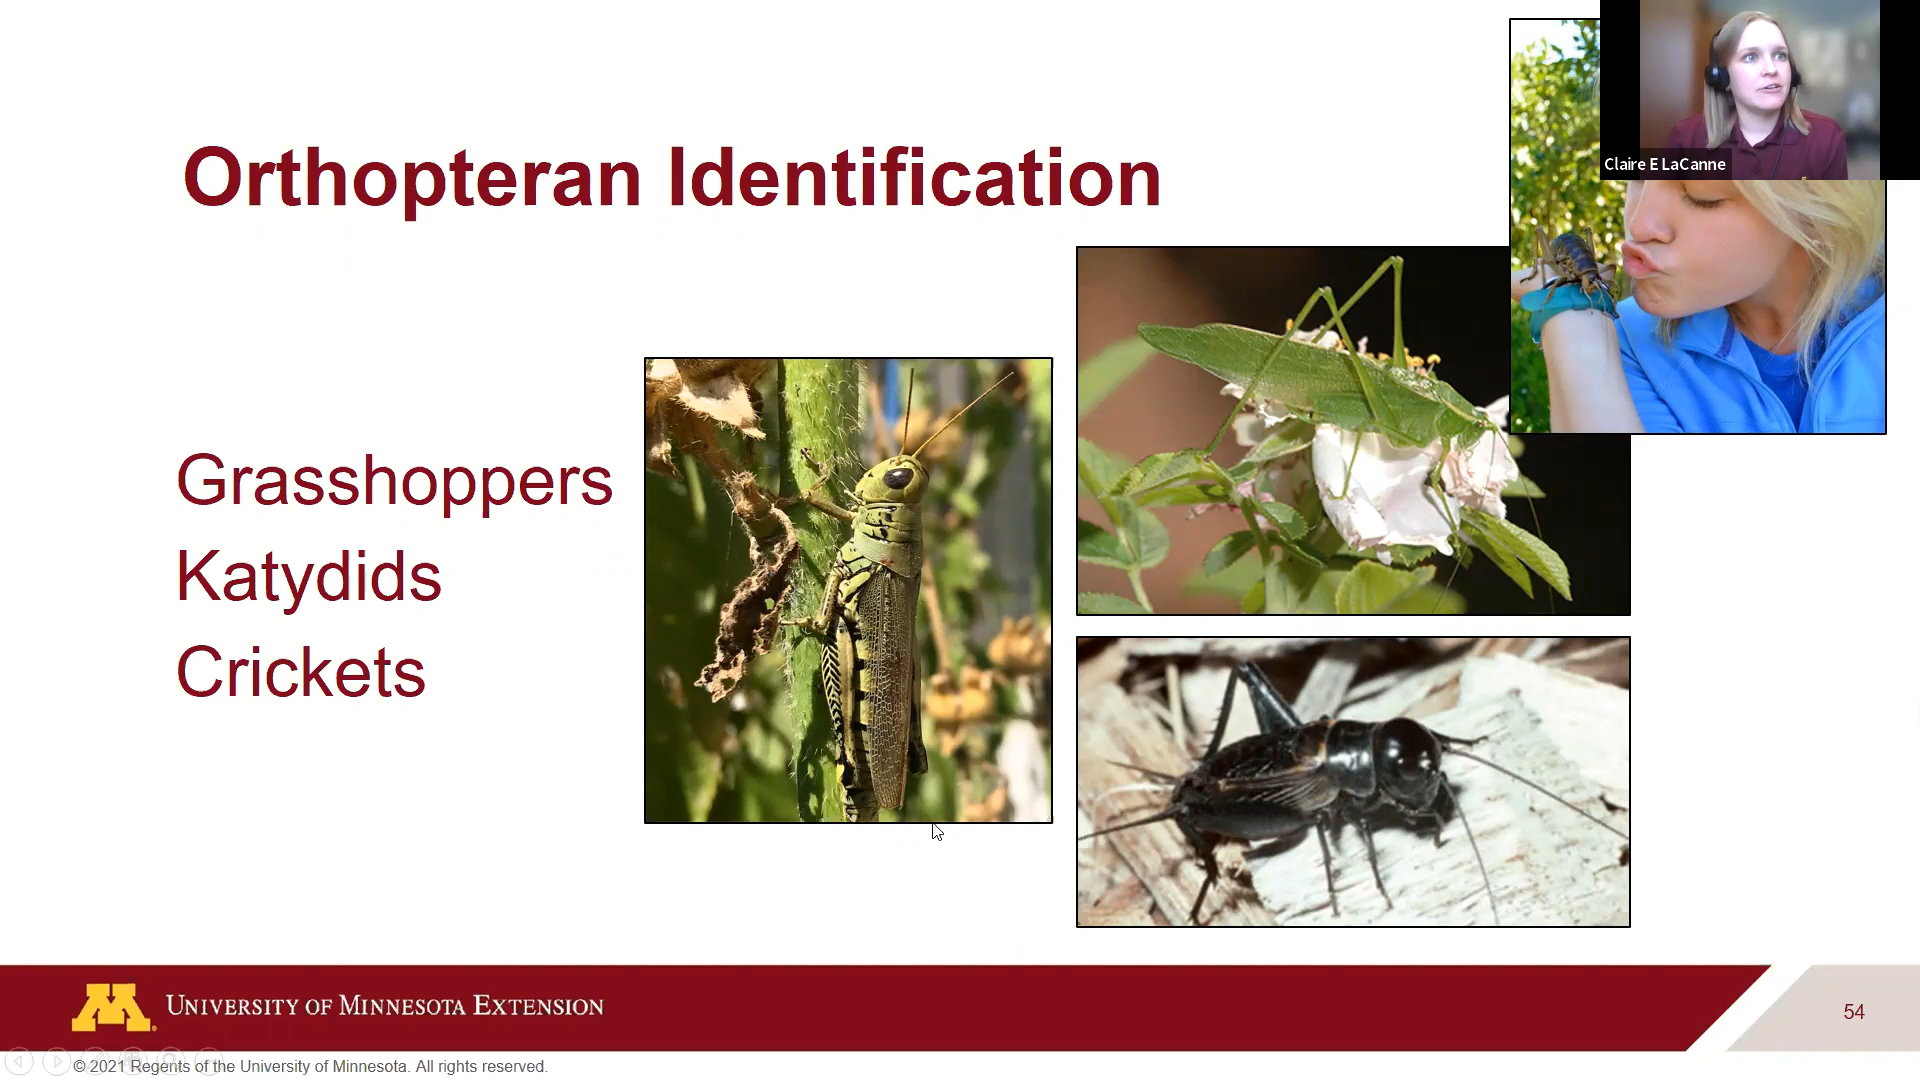 Claire E LaCanne
Orthopteran Identification
Grasshoppers
Katydids
Crickets
UNIVERSITY OF MINNESOTA EXTENSION
54
© 2021 Regents of the University of Minnesota. All rights reserved.